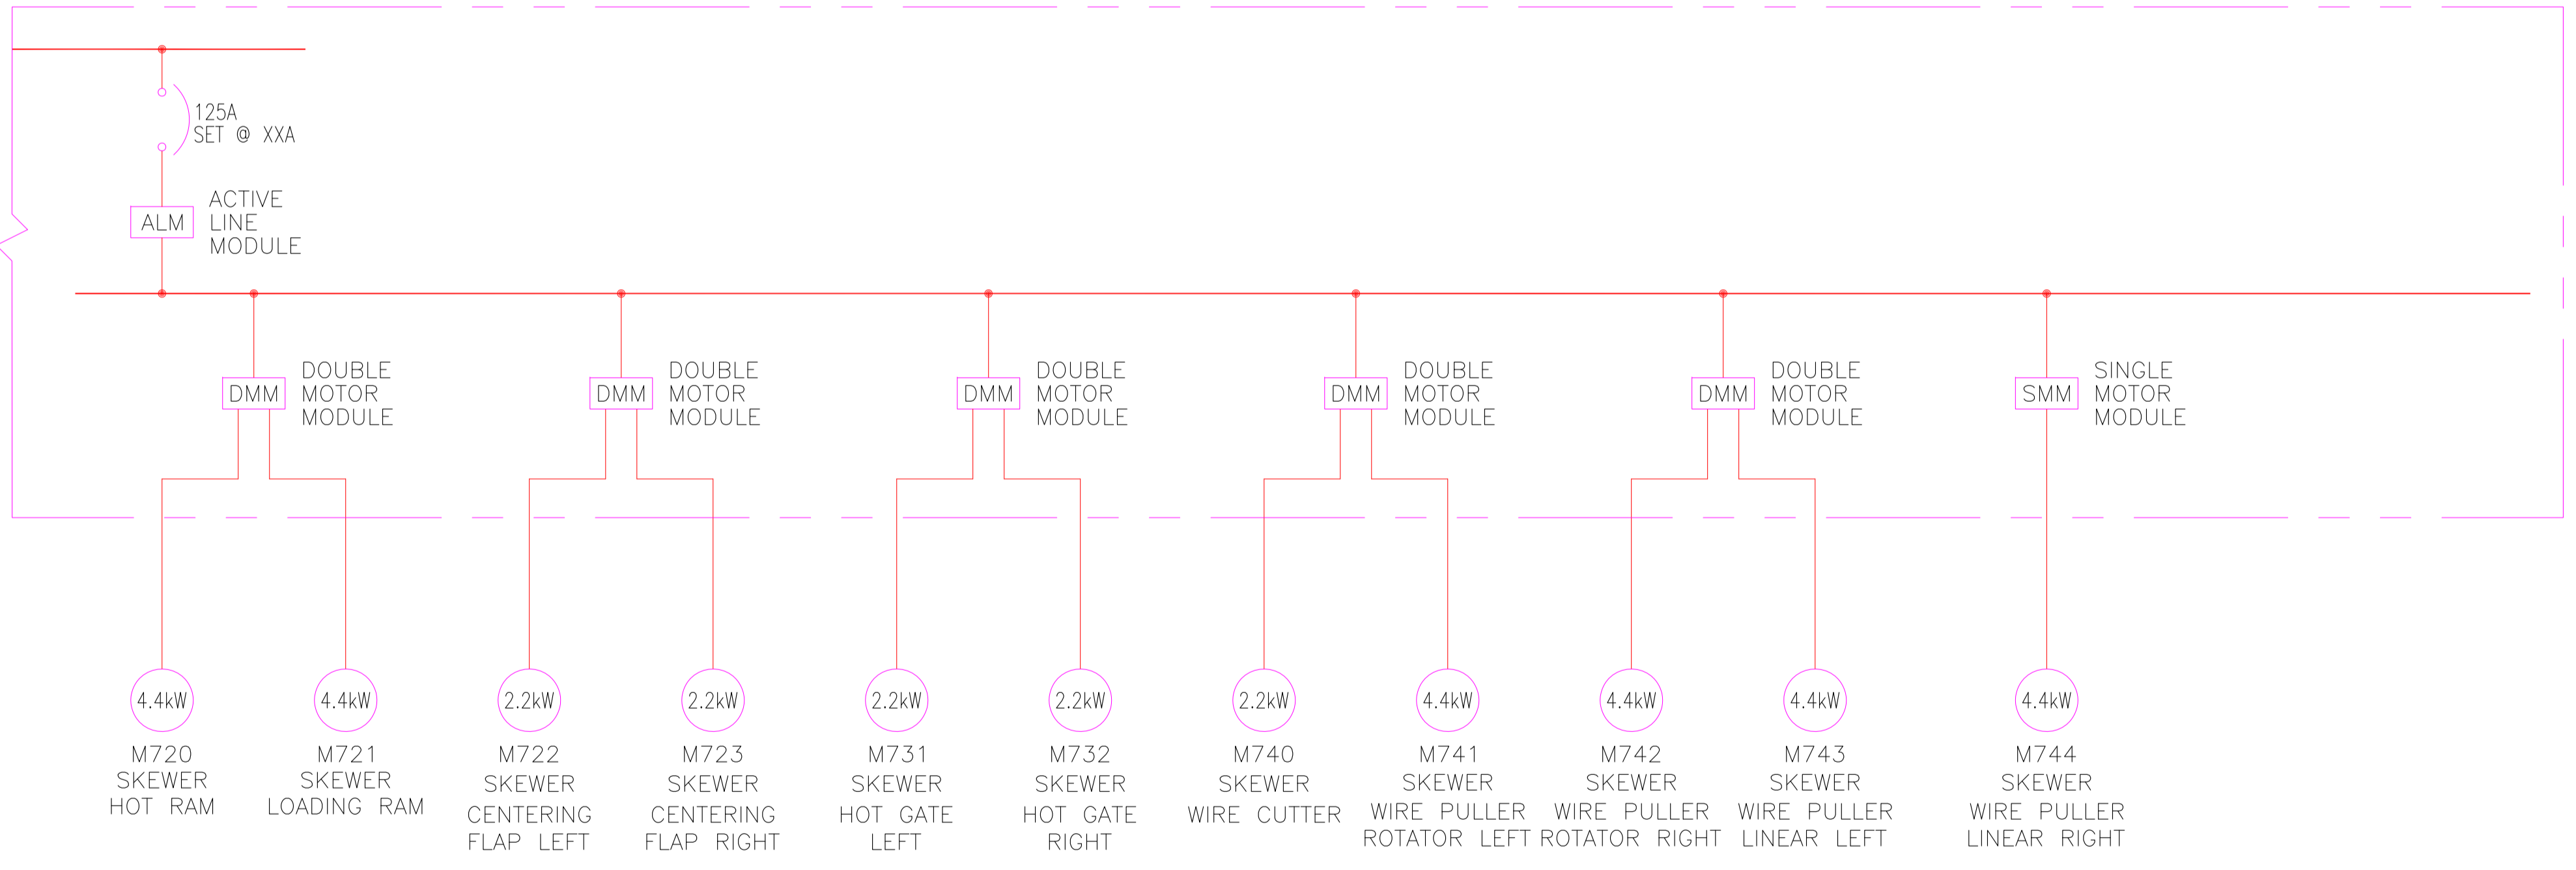 125A
SET @ XXA
ALM
ACTIVE
LINE
MODULE
DMM
DOUBLE
MOTOR
MODULE
DMM
DOUBLE
MOTOR
MODULE
DMM
DOUBLE
MOTOR
MODULE
DMM
DOUBLE
MOTOR
MODULE
DMM
DOUBLE
MOTOR
MODULE
SMM
SINGLE
MOTOR
MODULE
4.4kW
M720
SKEWER
HOT RAM
4.4kW
M721
SKEWER
LOADING RAM
2.2kW
M722
SKEWER
CENTERING
FLAP LEFT
2.2kW
M723
SKEWER
CENTERING
FLAP RIGHT
2.2kW
M731
SKEWER
HOT GATE
LEFT
2.2kW
M732
SKEWER
HOT GATE
RIGHT
2.2kW
M740
SKEWER
WIRE CUTTER
4.4kW
M741
SKEWER
WIRE PULLER
ROTATOR LEFT
4.4kW
M742
SKEWER
WIRE PULLER
ROTATOR RIGHT
4.4kW
M743
SKEWER
WIRE PULLER
LINEAR LEFT
4.4kW
M744
SKEWER
WIRE PULLER
LINEAR RIGHT